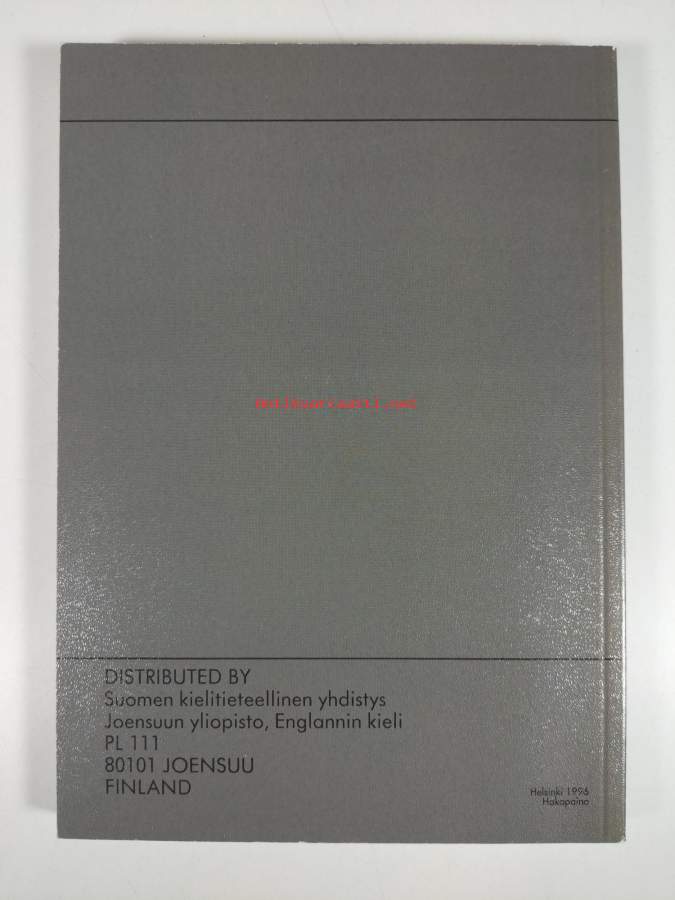 DISTRIBUTED BY
Suomen kielitieteellinen yhdistys
Joensuun yliopisto, Englannin kieli
PL 111
80101 JOENSUU
FINLAND
Helsinki 1996
Hakapaino